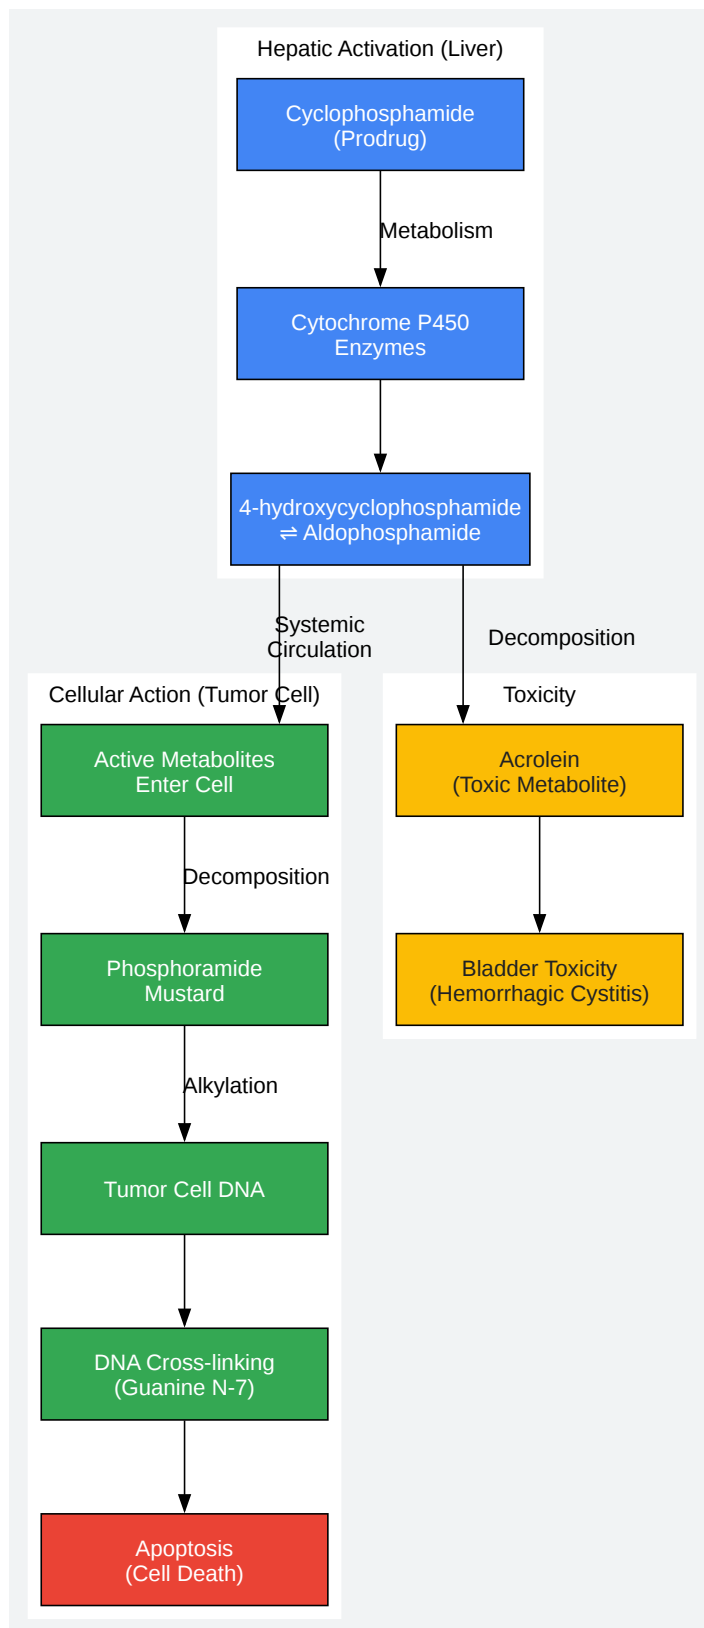 Hepatic Activation (Liver)
Cyclophosphamide
(Prodrug)
Metabolism
Cytochrome P450
Enzymes
4-hydroxycyclophosphamide
⇌ Aldophosphamide
Systemic
Circulation
Decomposition
Cellular Action (Tumor Cell)
Active Metabolites
Enter Cell
Decomposition
Phosphoramide
Mustard
Alkylation
Tumor Cell DNA
DNA Cross-linking
(Guanine N-7)
Apoptosis
(Cell Death)
Toxicity
Acrolein
(Toxic Metabolite)
Bladder Toxicity
(Hemorrhagic Cystitis)